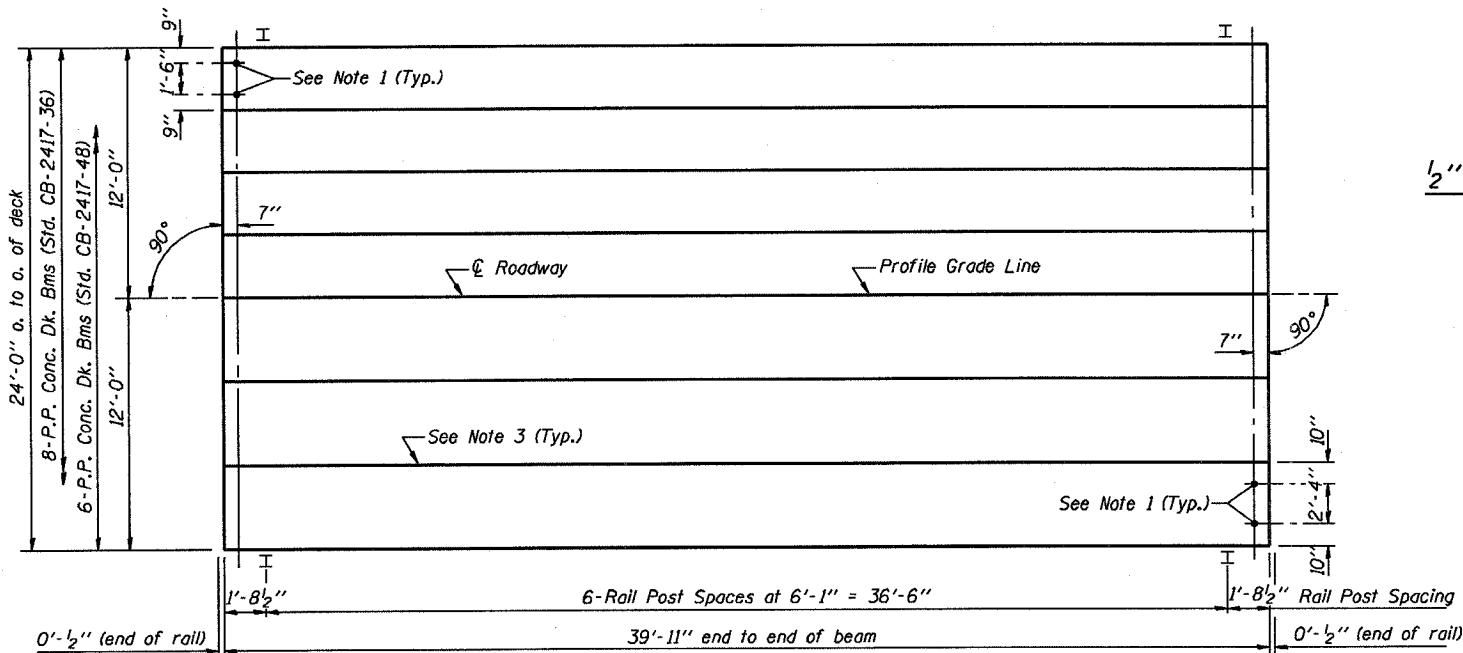 9"
1'-6"
9"
See Note 1 (Typ.)
24'-0" o. to o. of deck
8-P.P. Conc. Dk. Bms (Std. CB-2417-36)
6-P.P. Conc. Dk. Bms (Std. CB-2417-48)
12'-0"
12'-0"
90°
7"
℄ Roadway
Profile Grade Line
1/2"
7"
90°
See Note 3 (Typ.)
See Note 1 (Typ.)
10"
2'-4"
10"
1'-8 1/2"
6-Rail Post Spaces at 6'-1" = 36'-6"
1'-8 1/2" Rail Post Spacing
0'-1/2" (end of rail)
39'-11" end to end of beam
0'-1/2" (end of rail)